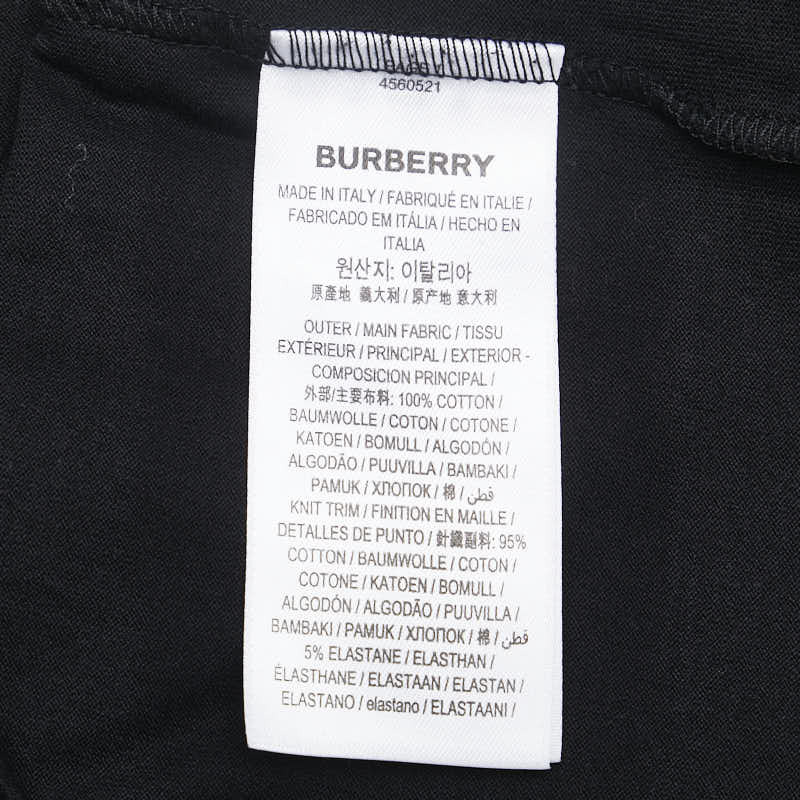 4560521
BURBERRY
MADE IN ITALY / FABRIQUÉ EN ITALIE /
FABRICADO EM ITÁLIA / HECHO EN
ITALIA
원산지: 이탈리아
原產地 義大利 / 原产地 意大利
OUTER / MAIN FABRIC / TISSU
EXTÉRIEUR / PRINCIPAL / EXTERIOR -
COMPOSICION PRINCIPAL /
外部/主要布料: 100% COTTON /
BAUMWOLLE / COTON / COTONE /
KATOEN / BOMULL / ALGODÓN /
ALGODÃO / PUUVILLA / BAMBAKI /
PAMUK / ХЛОПОК / 棉 / قطن /
KNIT TRIM / FINITION EN MAILLE /
DETALLES DE PUNTO / 針織副料: 95%
COTTON / BAUMWOLLE / COTON /
COTONE / KATOEN / BOMULL /
ALGODÓN / ALGODÃO / PUUVILLA /
BAMBAKI / PAMUK / ХЛОПОК / 棉 / قطن /
5% ELASTANE / ELASTHAN /
ÉLASTHANE / ELASTAAN / ELASTAN /
ELASTANO / elastano / ELASTAANI /